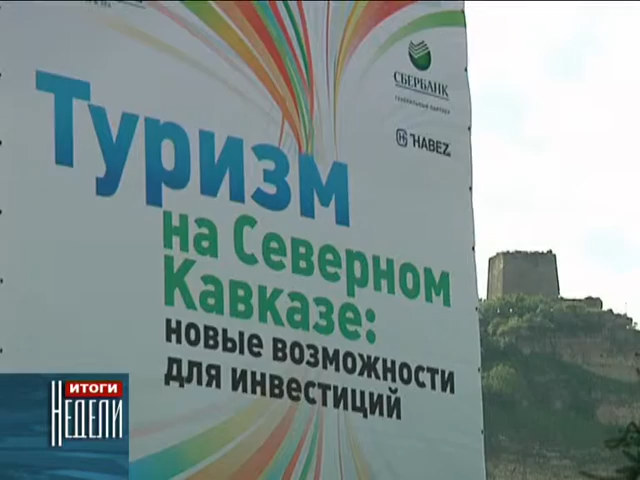 СБЕРБАНК
HABEZ
Туризм
на Северном
Кавказе:
новые возможности
для инвестиций
ИТОГИ
НЕДЕЛИ